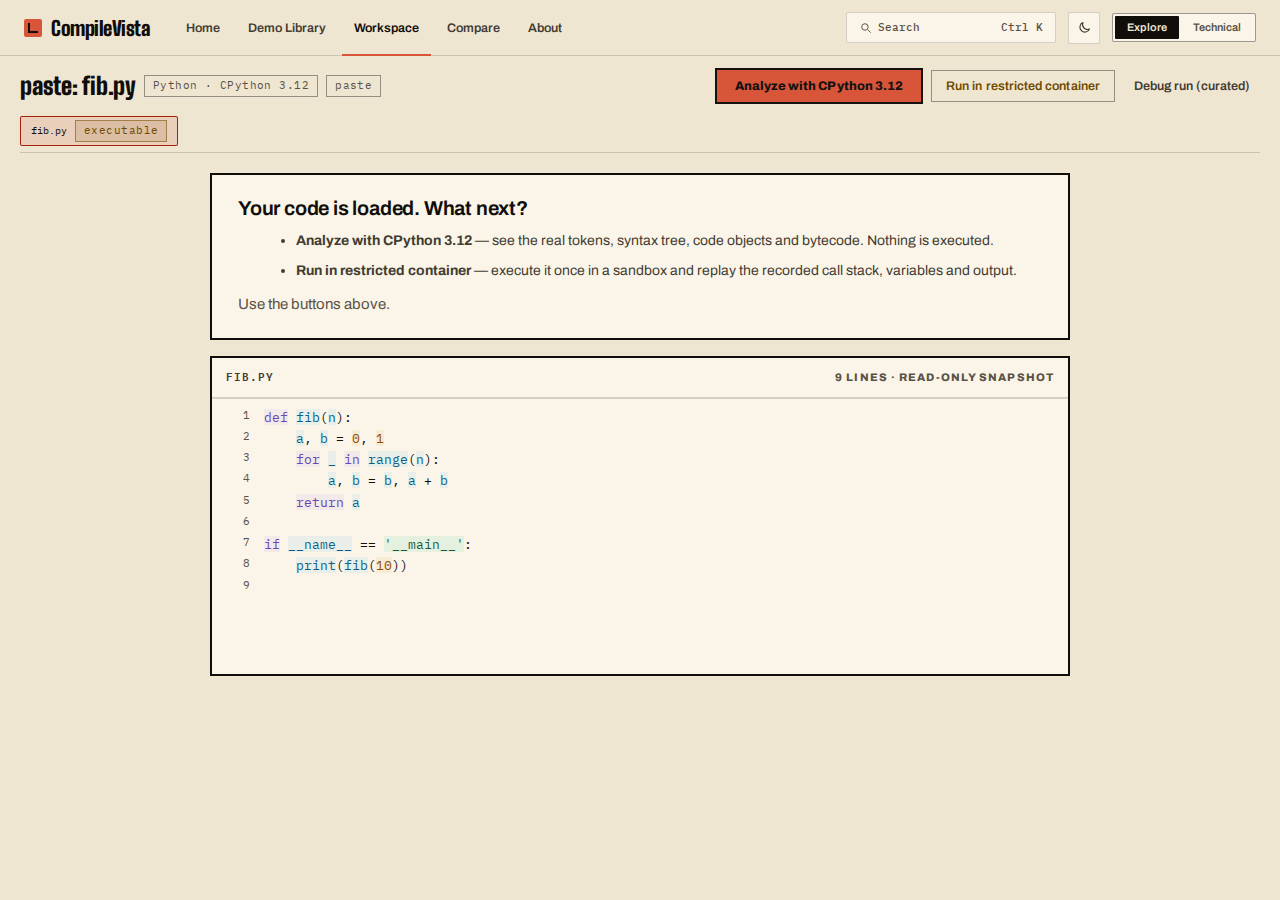 CompileVista Home Demo Library Workspace Compare About Search Ctrl K Explore Technical
paste: fib.py Python · CPython 3.12 paste Analyze with CPython 3.12 Run in restricted container Debug run (curated)
fib.py executable
Your code is loaded. What next?
• Analyze with CPython 3.12 — see the real tokens, syntax tree, code objects and bytecode. Nothing is executed.
• Run in restricted container — execute it once in a sandbox and replay the recorded call stack, variables and output.
Use the buttons above.
FIB.PY 9 LINES · READ-ONLY SNAPSHOT
1 def fib(n):
2     a, b = 0, 1
3     for _ in range(n):
4         a, b = b, a + b
5     return a
6
7 if __name__ == '__main__':
8     print(fib(10))
9